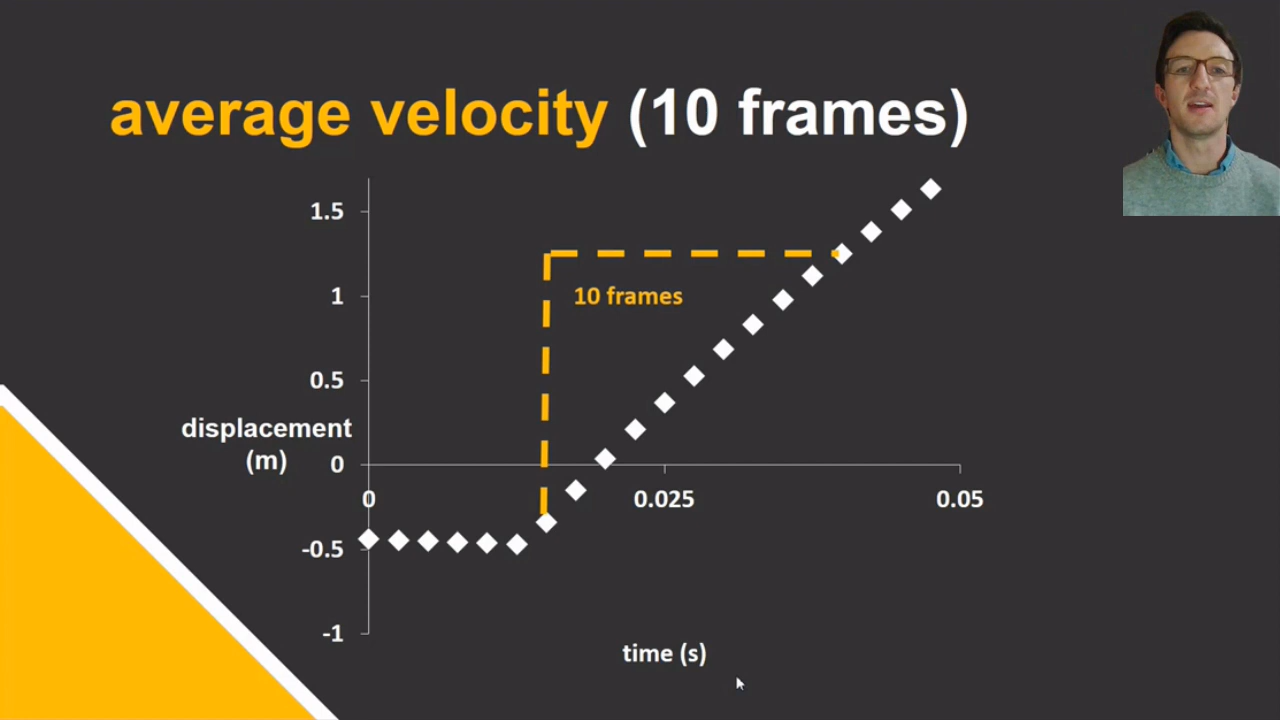 average velocity (10 frames)
1.5
1
10 frames
0.5
displacement
(m)
0
0
0.025
0.05
-0.5
-1
time (s)